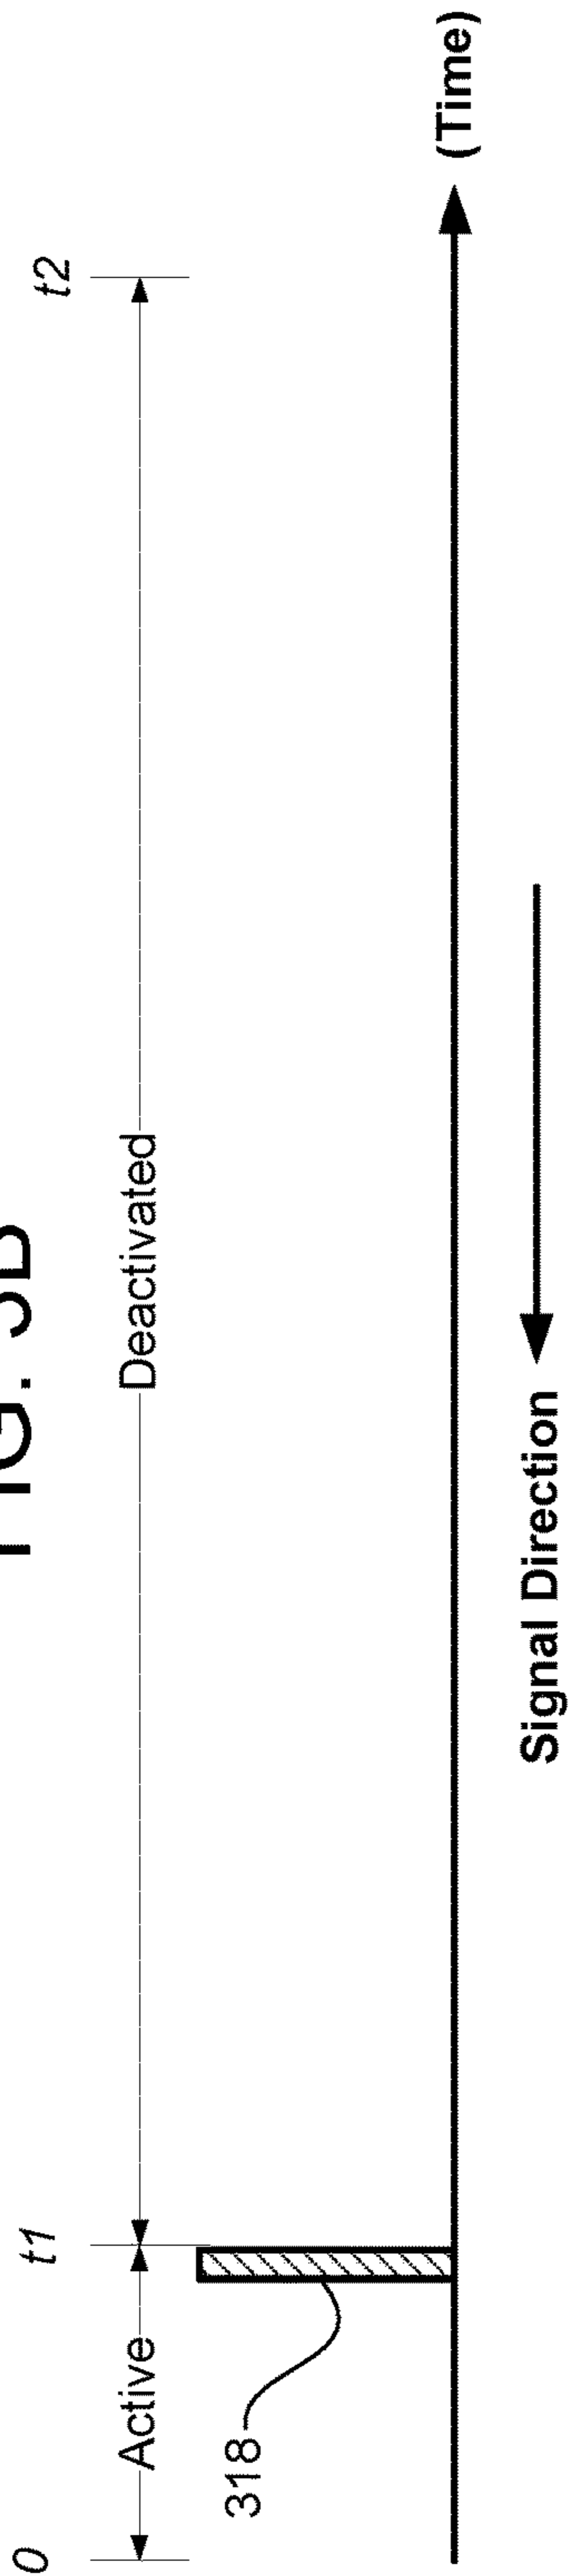 FIG. 3B
0
t1
t2
Active
Deactivated
318
(Time)
Signal Direction